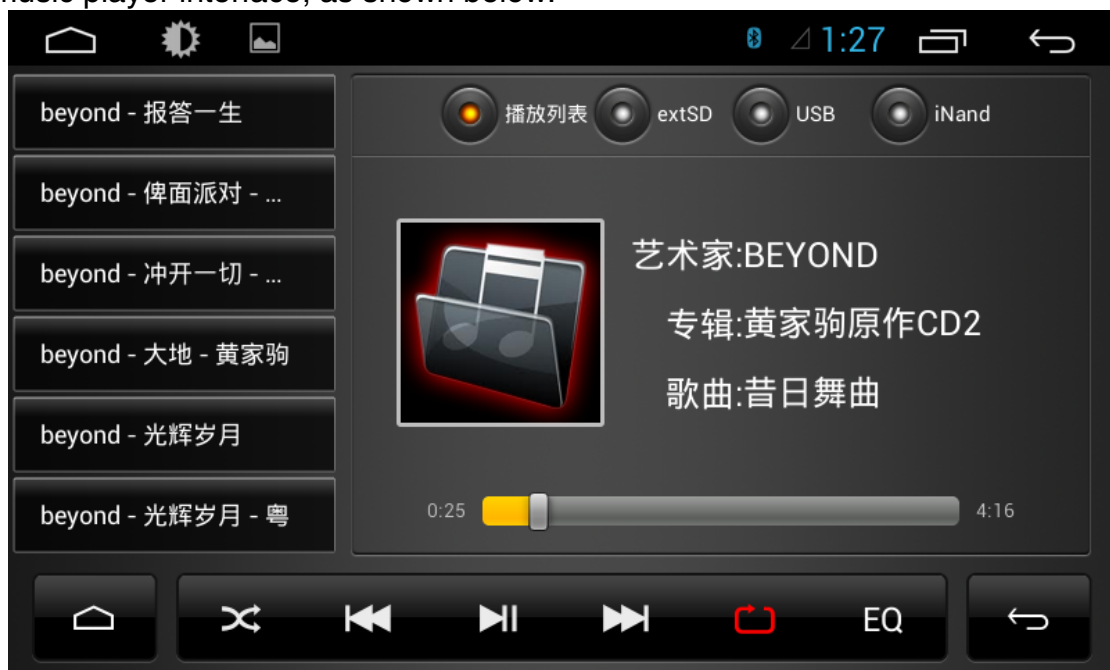 music player interface, as shown below:
1:27
beyond - 报答一生
beyond - 俾面派对 - ...
beyond - 冲开一切 - ...
beyond - 大地 - 黄家驹
beyond - 光辉岁月
beyond - 光辉岁月 - 粤
播放列表
extSD
USB
iNand
艺术家:BEYOND
专辑:黄家驹原作CD2
歌曲:昔日舞曲
0:25
4:16
EQ